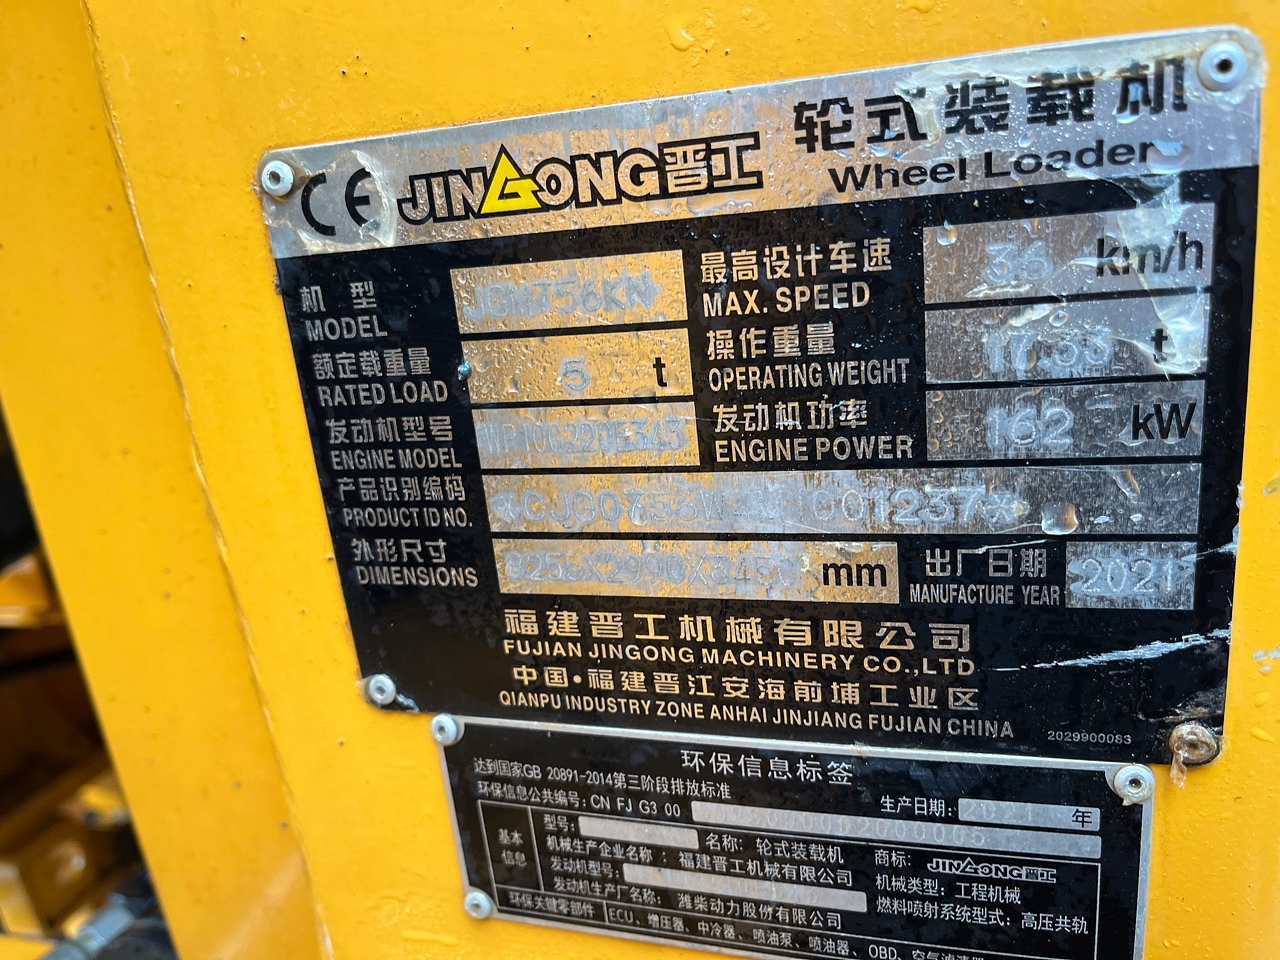 CE JINGONG晋工 轮式装载机
Wheel Loader
机型 JGM756KN 最高设计车速 36 km/h
MODEL MAX. SPEED
额定载重量 5 t 操作重量 t
RATED LOAD OPERATING WEIGHT
发动机型号 发动机功率 162 kW
ENGINE MODEL ENGINE POWER
产品识别编码
PRODUCT ID NO.
外形尺寸 mm 出厂日期 2021
DIMENSIONS MANUFACTURE YEAR
福建晋工机械有限公司
FUJIAN JINGONG MACHINERY CO.,LTD
中国·福建晋江安海前埔工业区
QIANPU INDUSTRY ZONE ANHAI JINJIANG FUJIAN CHINA
2029900083
环保信息标签
达到国家GB 20891-2014第三阶段排放标准
生产日期: 2021 年
环保信息公共编号: CN FJ G3 00
基本信息
型号: 名称: 轮式装载机 商标: JINGONG晋工
机械生产企业名称: 福建晋工机械有限公司 机械类型: 工程机械
发动机型号: 燃料喷射系统型式: 高压共轨
发动机生产厂名称: 潍柴动力股份有限公司
环保关键零部件 ECU、增压器、中冷器、喷油泵、喷油器、OBD、